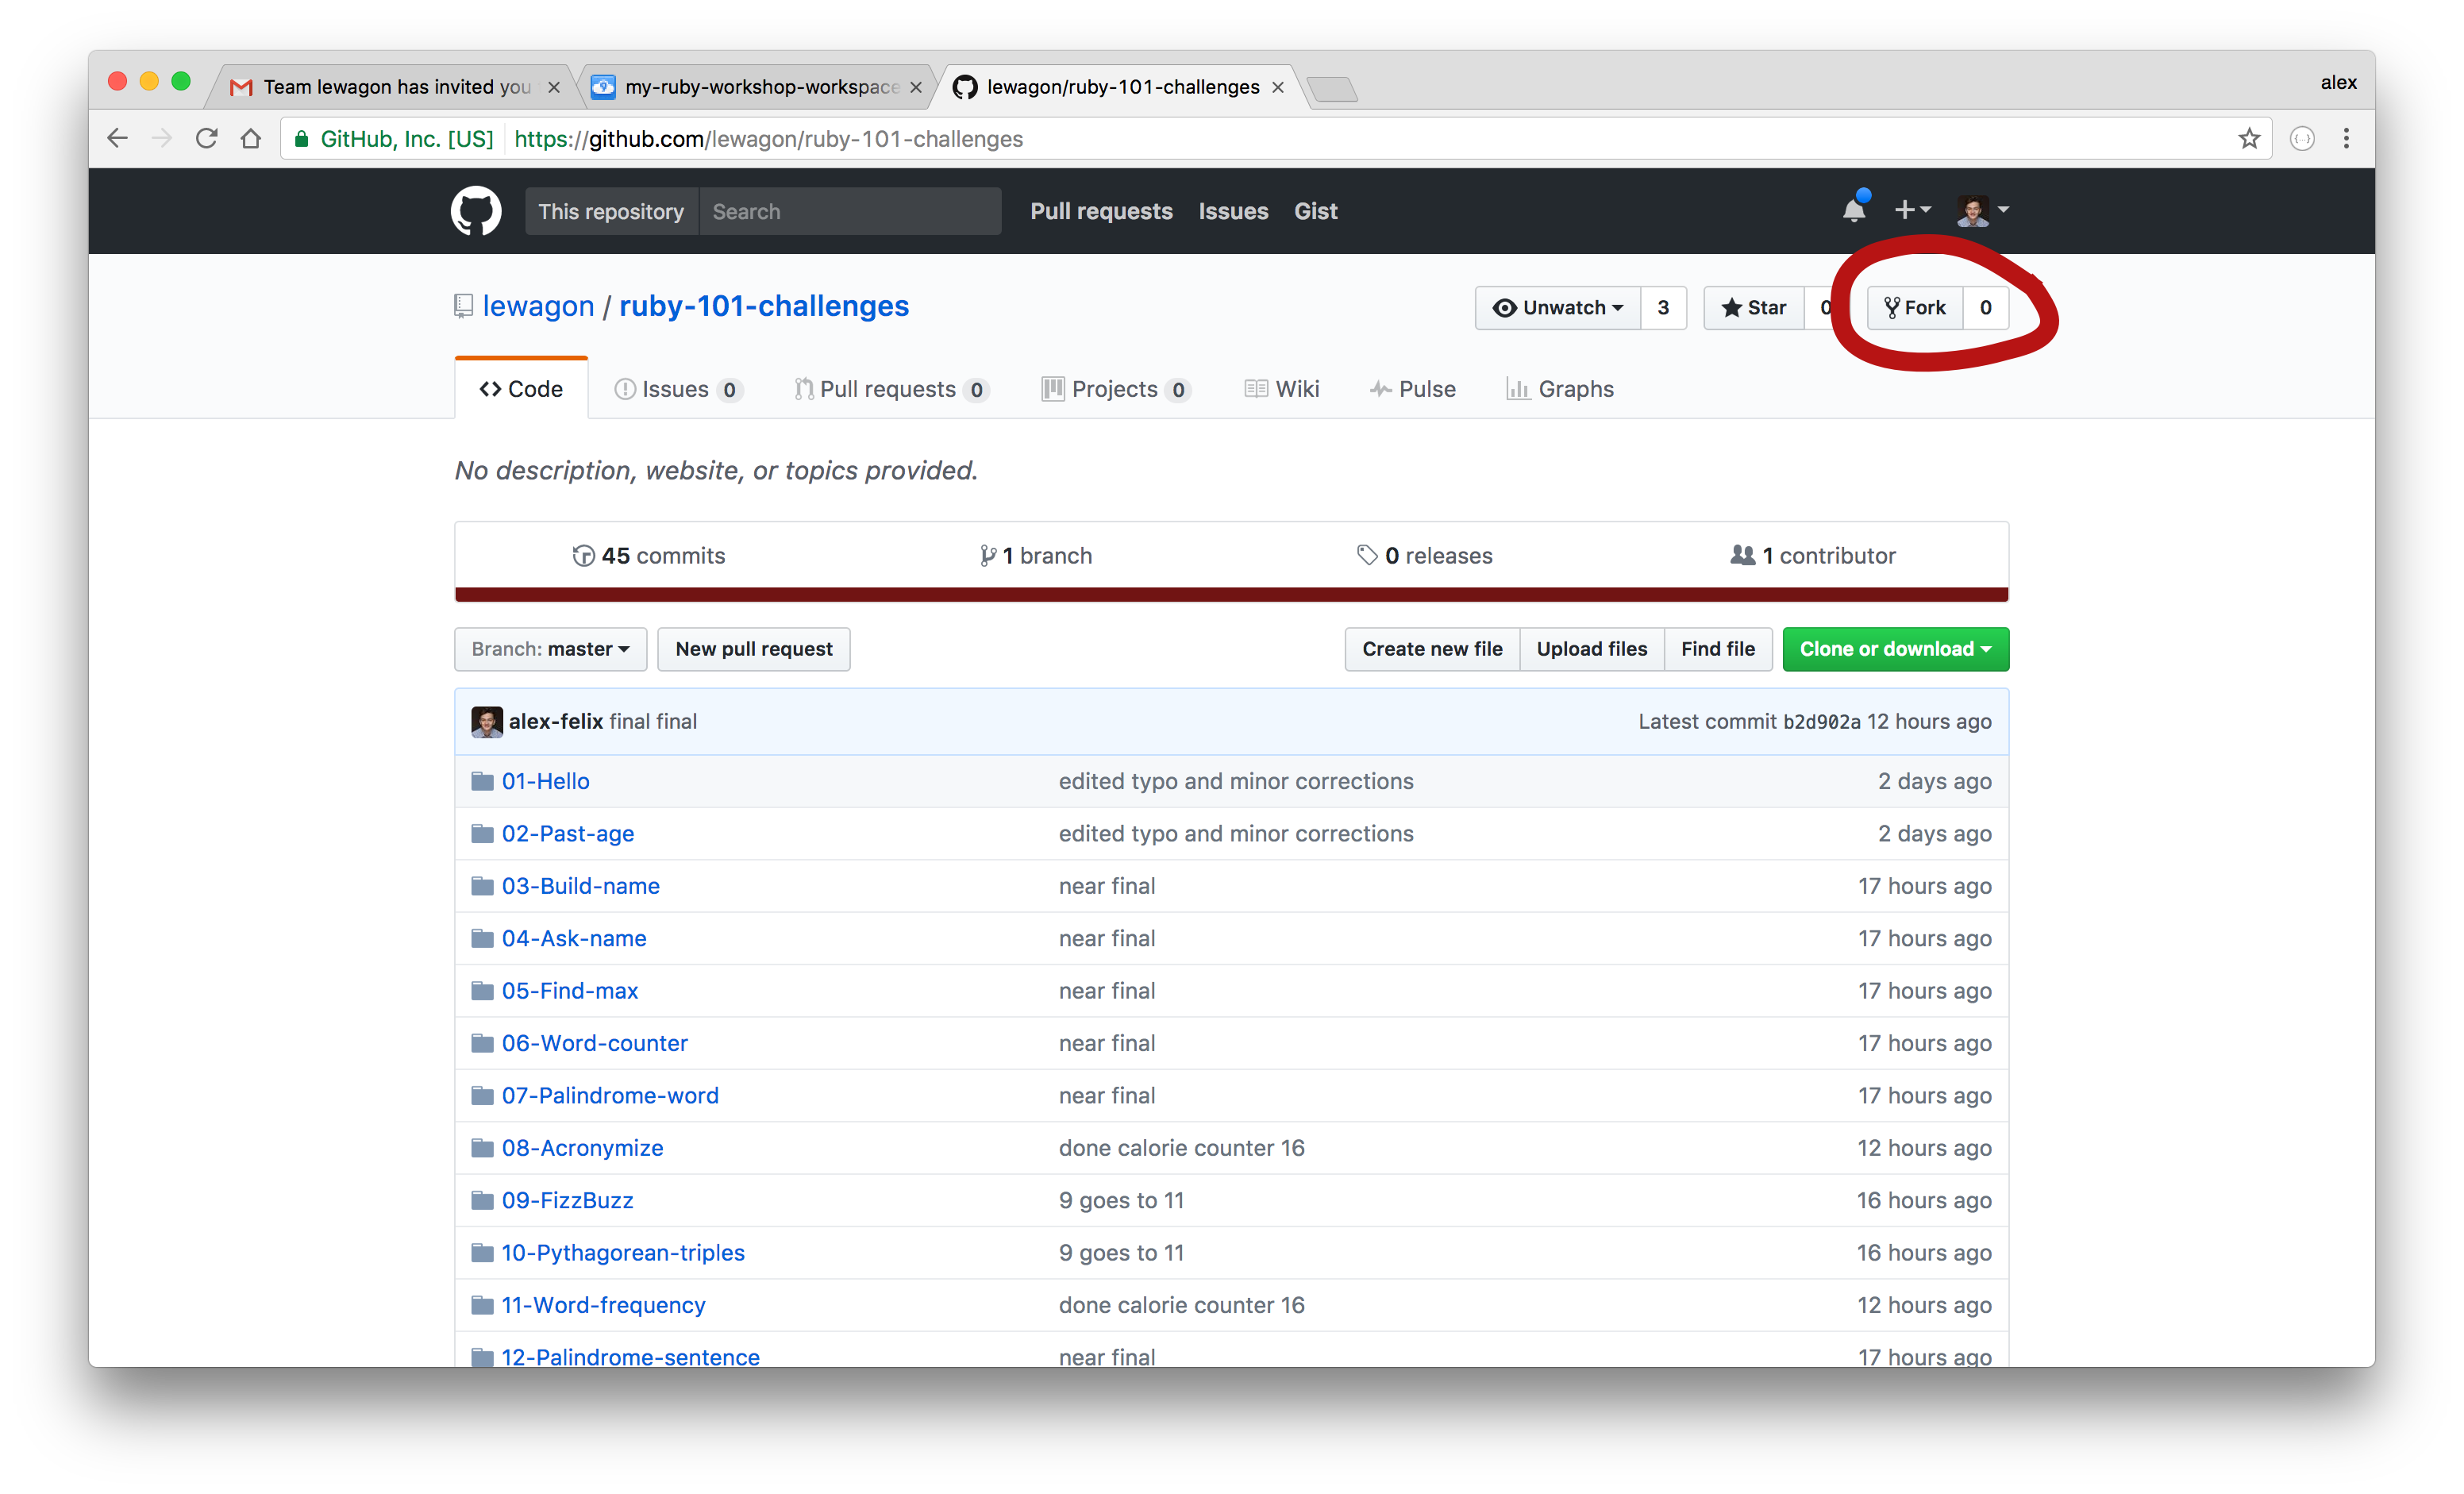 Team lewagon has invited you
my-ruby-workshop-workspace
lewagon/ruby-101-challenges
alex
GitHub, Inc. [US] https://github.com/lewagon/ruby-101-challenges
This repository Search Pull requests Issues Gist
lewagon / ruby-101-challenges
Unwatch 3 Star 0 Fork 0
Code Issues 0 Pull requests 0 Projects 0 Wiki Pulse Graphs
No description, website, or topics provided.
45 commits 1 branch 0 releases 1 contributor
Branch: master New pull request Create new file Upload files Find file Clone or download
alex-felix final final Latest commit b2d902a 12 hours ago
01-Hello edited typo and minor corrections 2 days ago
02-Past-age edited typo and minor corrections 2 days ago
03-Build-name near final 17 hours ago
04-Ask-name near final 17 hours ago
05-Find-max near final 17 hours ago
06-Word-counter near final 17 hours ago
07-Palindrome-word near final 17 hours ago
08-Acronymize done calorie counter 16 12 hours ago
09-FizzBuzz 9 goes to 11 16 hours ago
10-Pythagorean-triples 9 goes to 11 16 hours ago
11-Word-frequency done calorie counter 16 12 hours ago
12-Palindrome-sentence near final 17 hours ago